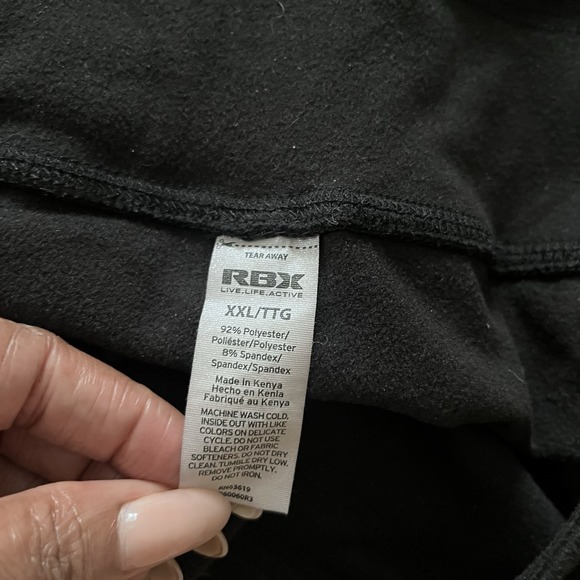 TEAR AWAY
RBX
LIVE.LIFE.ACTIVE
XXL/TTG
92% Polyester/
Poliéster/Polyester
8% Spandex/
Spandex/Spandex
Made in Kenya
Hecho en Kenia
Fabriqué au Kenya
MACHINE WASH COLD,
INSIDE OUT WITH LIKE
COLORS ON DELICATE
CYCLE. DO NOT USE
BLEACH OR FABRIC
SOFTENERS. DO NOT DRY
CLEAN. TUMBLE DRY LOW.
REMOVE PROMPTLY.
DO NOT IRON.